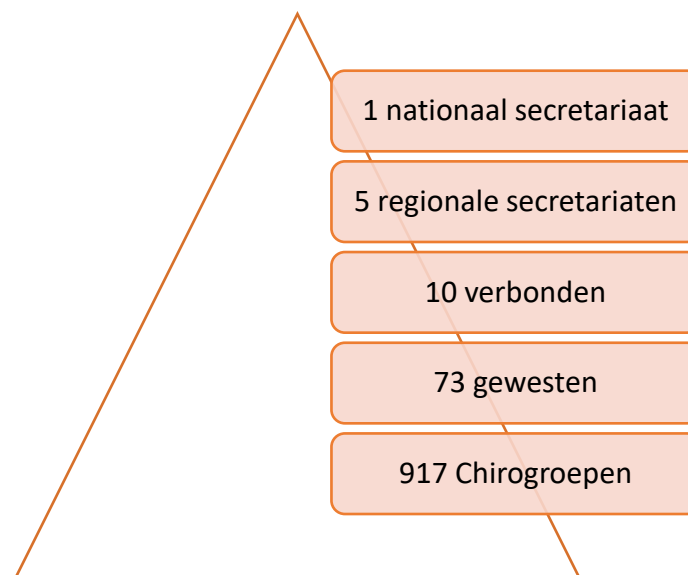 1 nationaal secretariaat
5 regionale secretariaten
10 verbonden
73 gewesten
917 Chirogroepen